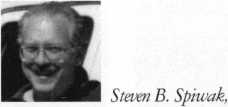 Steven B. Spiwak,